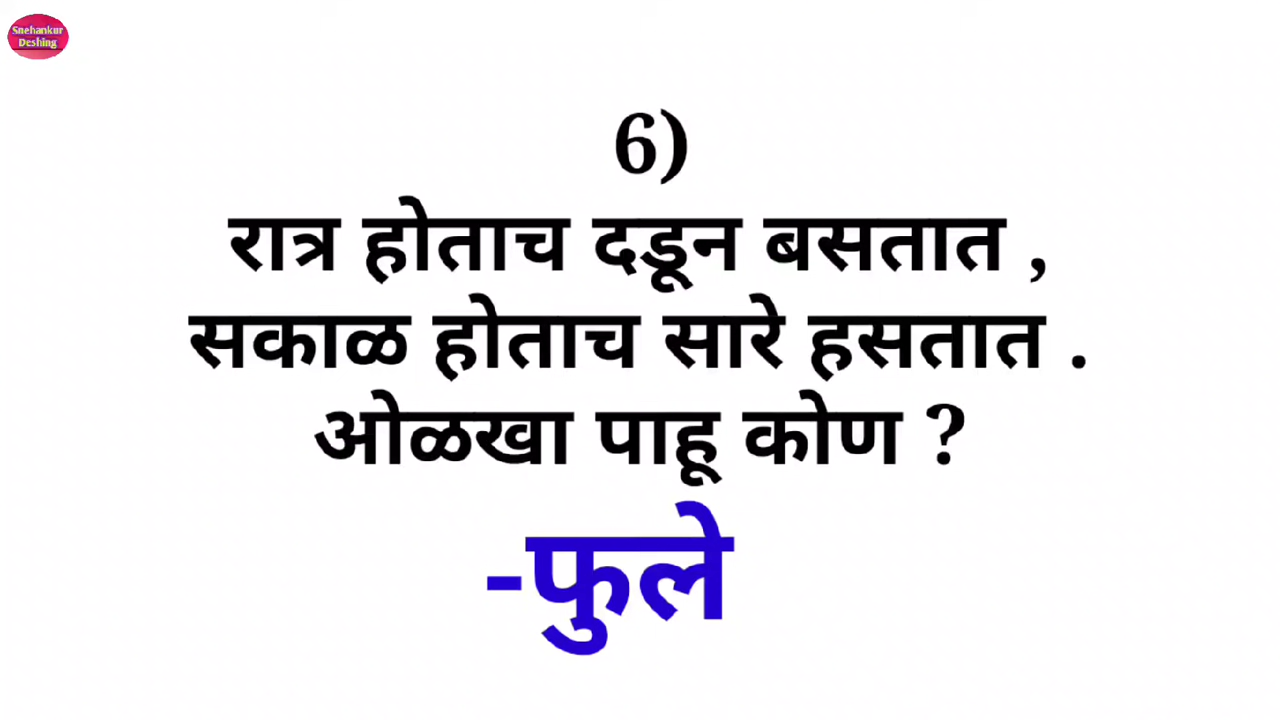 Snehankur
Deshing
6)
रात्र होताच दडून बसतात ,
सकाळ होताच सारे हसतात .
ओळखा पाहू कोण ?
-फुले